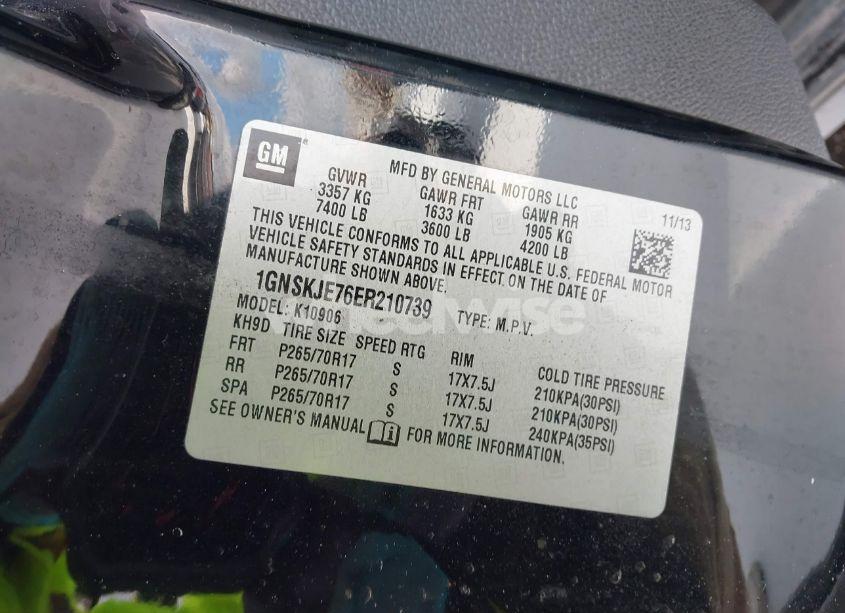 GM
MFD BY GENERAL MOTORS LLC
GVWR GAWR FRT GAWR RR 11/13
3357 KG 1633 KG 1905 KG
7400 LB 3600 LB 4200 LB
THIS VEHICLE CONFORMS TO ALL APPLICABLE U.S. FEDERAL MOTOR
VEHICLE SAFETY STANDARDS IN EFFECT ON THE DATE OF
MANUFACTURE SHOWN ABOVE.
1GNSKJE76ER210739
MODEL: K10906 TYPE: M.P.V.
wheelwise
KH9D TIRE SIZE SPEED RTG RIM COLD TIRE PRESSURE
FRT P265/70R17 S 17X7.5J 210KPA(30PSI)
RR P265/70R17 S 17X7.5J 210KPA(30PSI)
SPA P265/70R17 S 17X7.5J 240KPA(35PSI)
SEE OWNER'S MANUAL FOR MORE INFORMATION.